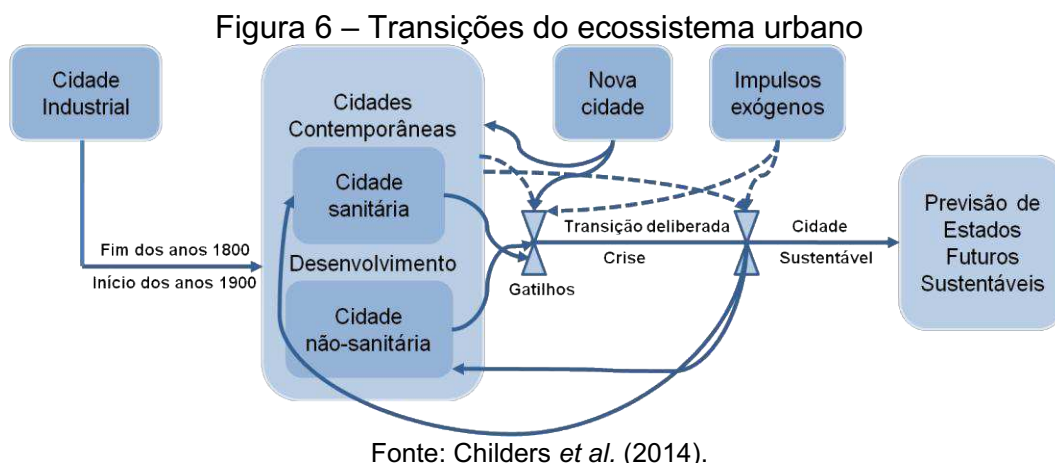 Figura 6 – Transições do ecossistema urbano
Cidade
Industrial
Cidades
Contemporâneas
Nova
cidade
Impulsos
exógenos
Cidade
sanitária
Desenvolvimento
Cidade
não-sanitária
Fim dos anos 1800
Início dos anos 1900
Gatilhos
Transição deliberada
Crise
Cidade
Sustentável
Previsão de
Estados
Futuros
Sustentáveis
Fonte: Childers et al. (2014).